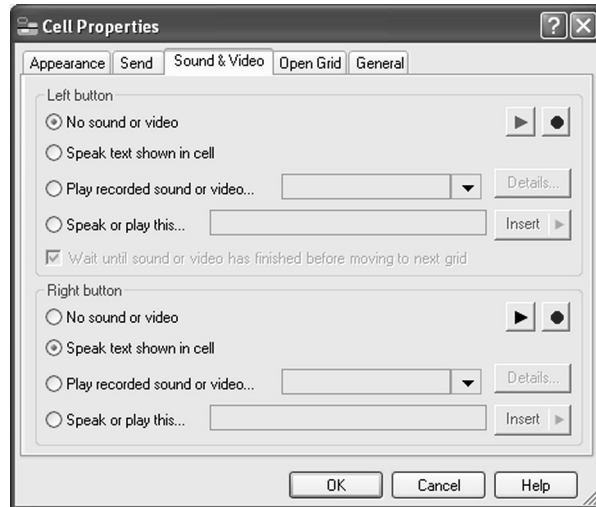 Cell Properties
?
Appearance Send Sound & Video Open Grid General
Left button
No sound or video
Speak text shown in cell
Play recorded sound or video... Details...
Speak or play this... Insert
Wait until sound or video has finished before moving to next grid
Right button
No sound or video
Speak text shown in cell
Play recorded sound or video... Details...
Speak or play this... Insert
OK Cancel Help